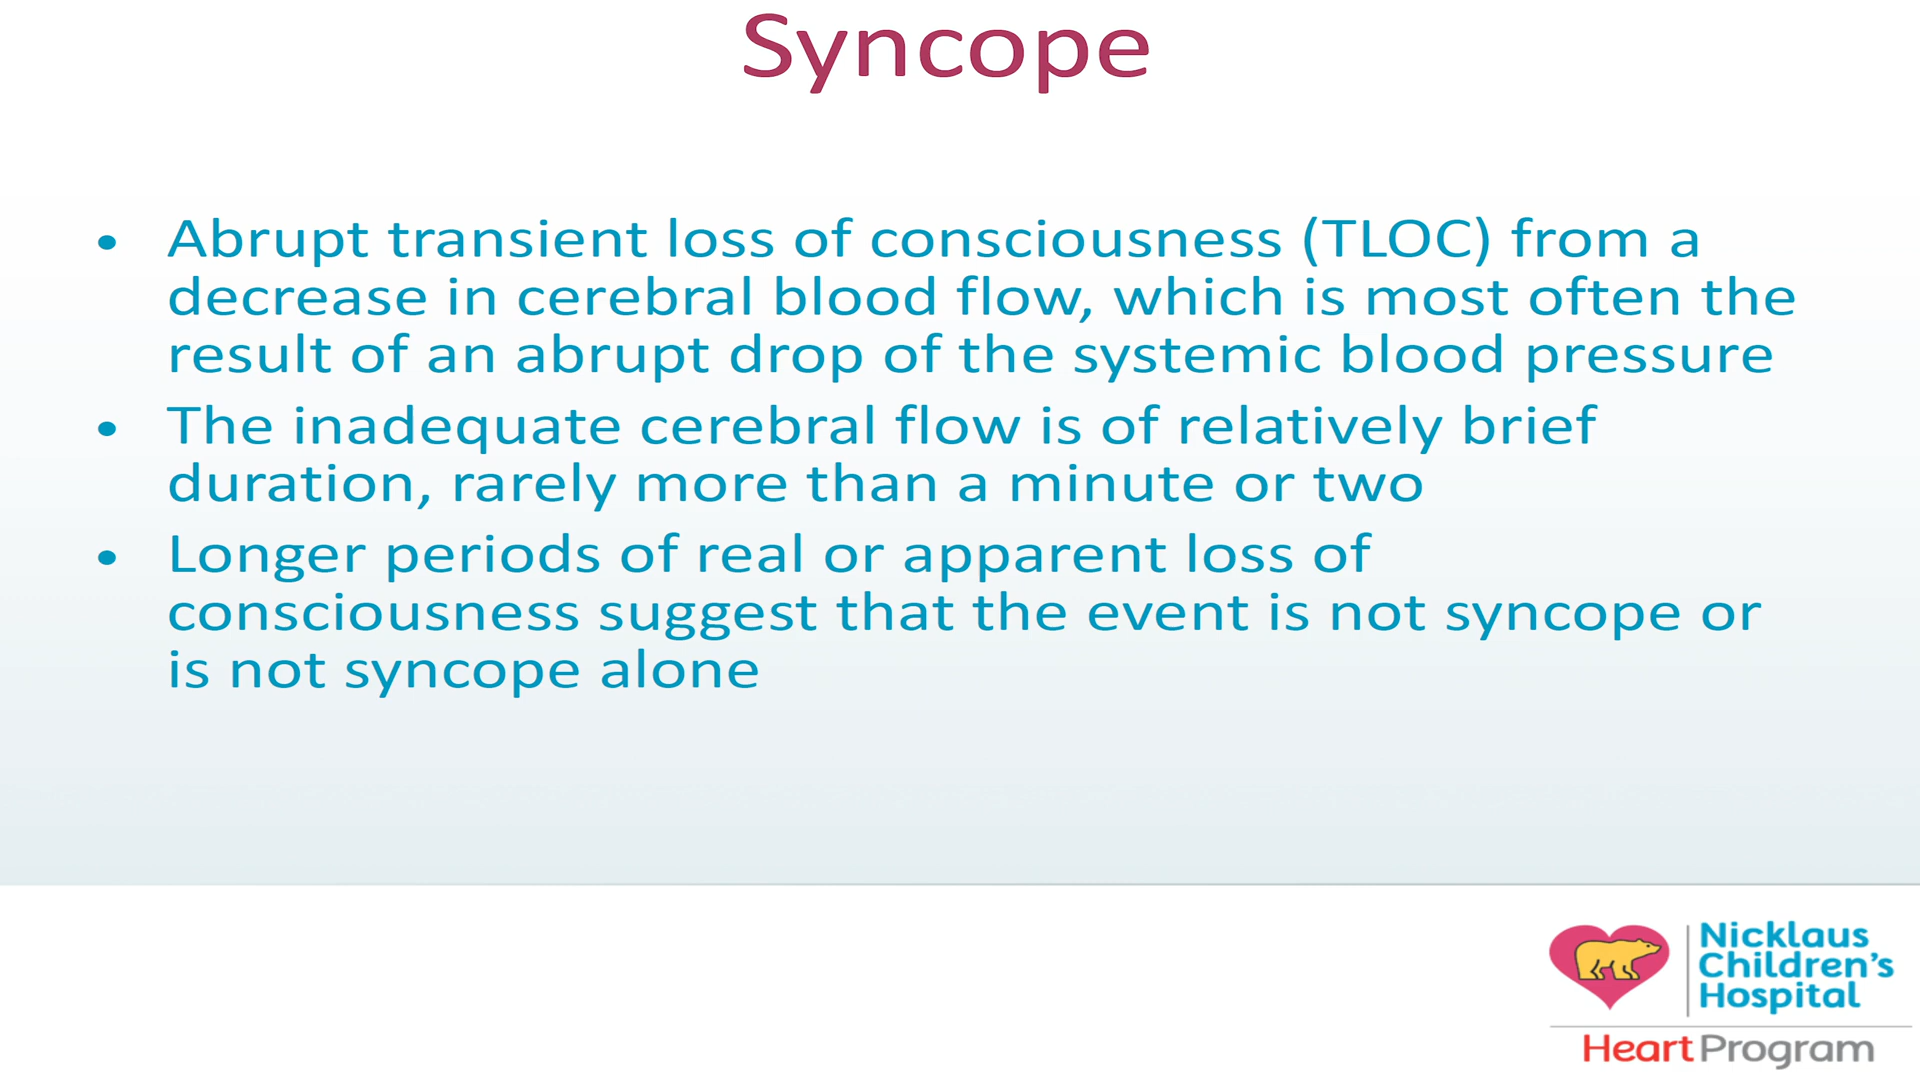 Syncope
• Abrupt transient loss of consciousness (TLOC) from a
decrease in cerebral blood flow, which is most often the
result of an abrupt drop of the systemic blood pressure
• The inadequate cerebral flow is of relatively brief
duration, rarely more than a minute or two
• Longer periods of real or apparent loss of
consciousness suggest that the event is not syncope or
is not syncope alone
Nicklaus
Children's
Hospital
Heart Program